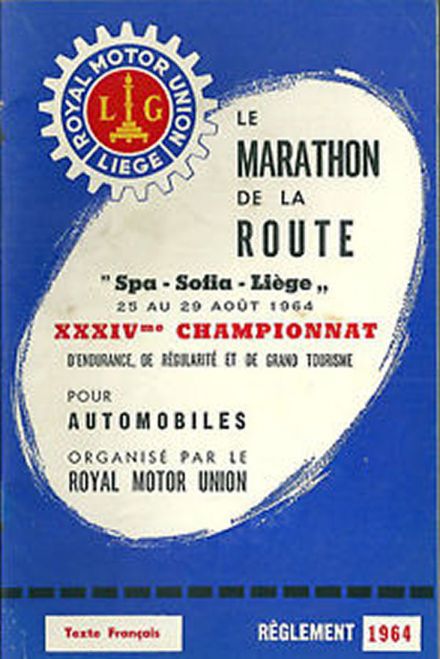 ROYAL MOTOR UNION
LIÈGE
L G
LE
MARATHON
DE LA
ROUTE
" Spa - Sofia - Liège „
25 AU 29 AOÛT 1964
XXXIVme CHAMPIONNAT
D'ENDURANCE, DE RÉGULARITÉ ET DE GRAND TOURISME
POUR
AUTOMOBILES
ORGANISÉ PAR LE
ROYAL MOTOR UNION
Texte Français
RÈGLEMENT 1964